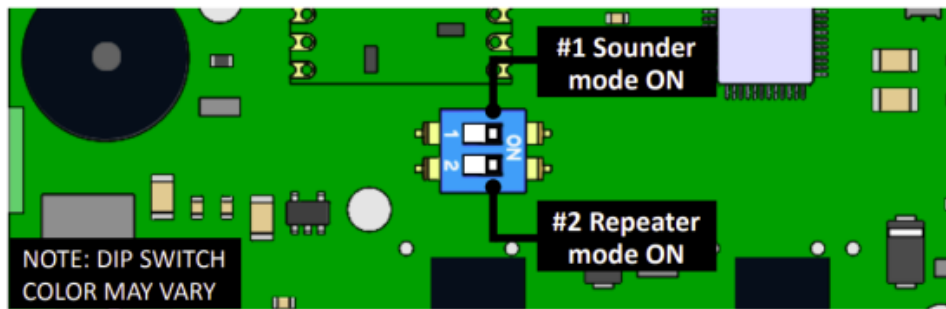 #1 Sounder
mode ON
1
2
ON
#2 Repeater
mode ON
NOTE: DIP SWITCH
COLOR MAY VARY